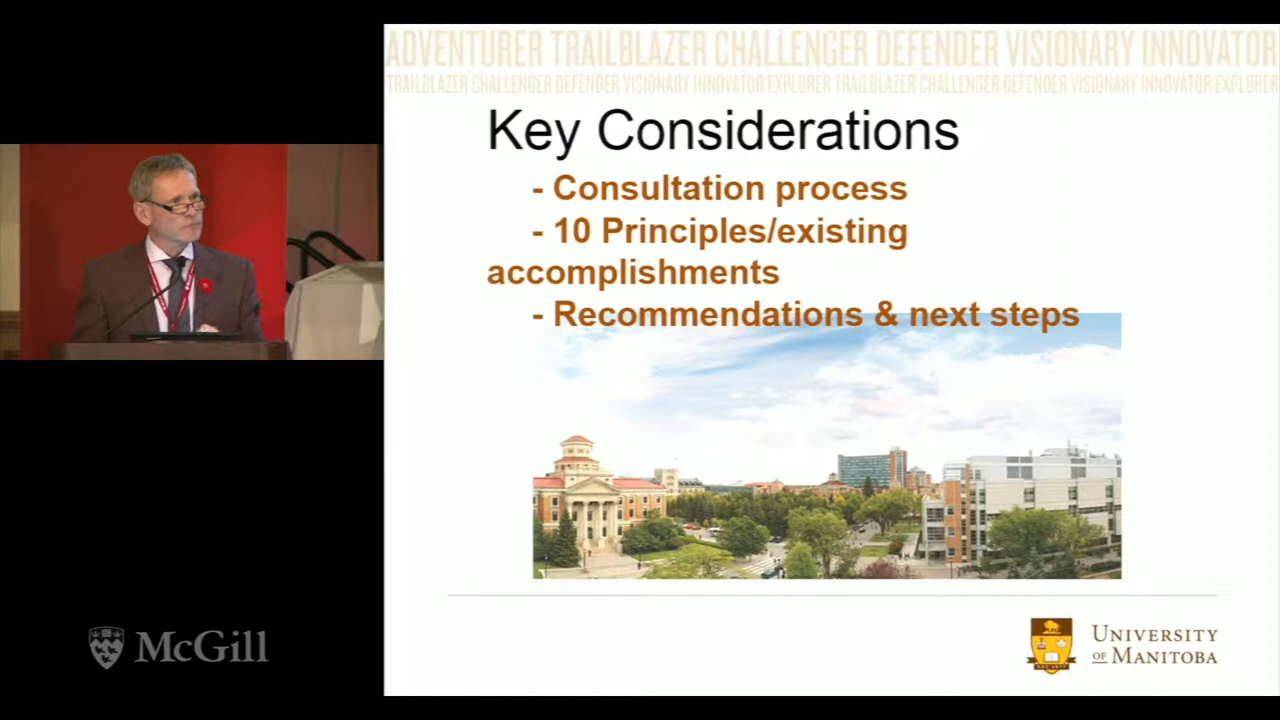 ADVENTURER TRAILBLAZER CHALLENGER DEFENDER VISIONARY INNOVATOR
TRAILBLAZER CHALLENGER DEFENDER VISIONARY INNOVATOR EXPLORER TRAILBLAZER CHALLENGER DEFENDER VISIONARY INNOVATOR EXPLORER
Key Considerations
- Consultation process
- 10 Principles/existing
accomplishments
- Recommendations & next steps
McGill
UNIVERSITY
OF MANITOBA